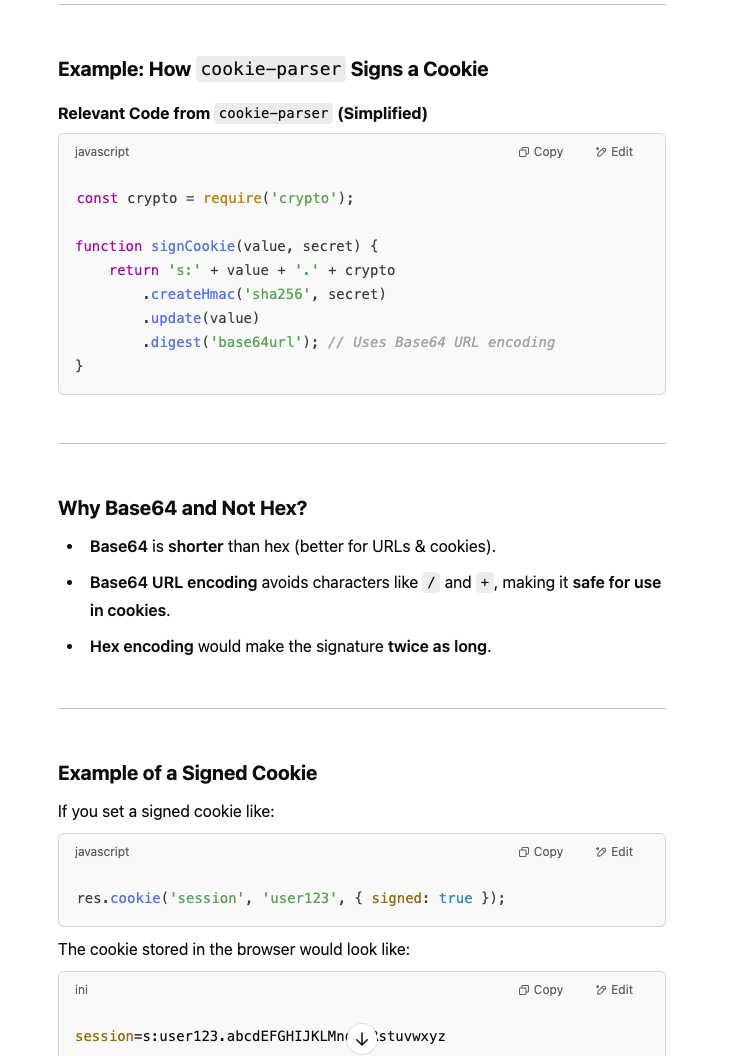 Example: How cookie-parser Signs a Cookie
Relevant Code from cookie-parser (Simplified)
javascript Copy Edit
const crypto = require('crypto');
function signCookie(value, secret) {
return 's:' + value + '.' + crypto
.createHmac('sha256', secret)
.update(value)
.digest('base64url'); // Uses Base64 URL encoding
}
Why Base64 and Not Hex?
• Base64 is shorter than hex (better for URLs & cookies).
• Base64 URL encoding avoids characters like / and +, making it safe for use
in cookies.
• Hex encoding would make the signature twice as long.
Example of a Signed Cookie
If you set a signed cookie like:
javascript Copy Edit
res.cookie('session', 'user123', { signed: true });
The cookie stored in the browser would look like:
ini Copy Edit
session=s:user123.abcdEFGHIJKLMn stuvwxyz